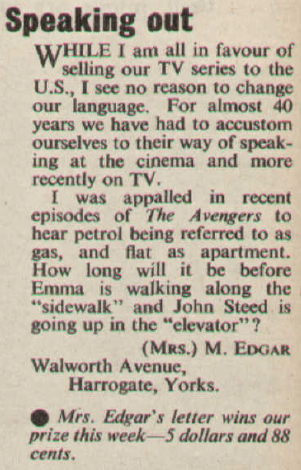 Speaking out
WHILE I am all in favour of
selling our TV series to the
U.S., I see no reason to change
our language. For almost 40
years we have had to accustom
ourselves to their way of speak-
ing at the cinema and more
recently on TV.
I was appalled in recent
episodes of The Avengers to
hear petrol being referred to as
gas, and flat as apartment.
How long will it be before
Emma is walking along the
"sidewalk" and John Steed is
going up in the "elevator"?
(MRS.) M. EDGAR
Walworth Avenue,
Harrogate, Yorks.
● Mrs. Edgar's letter wins our
prize this week—5 dollars and 88
cents.